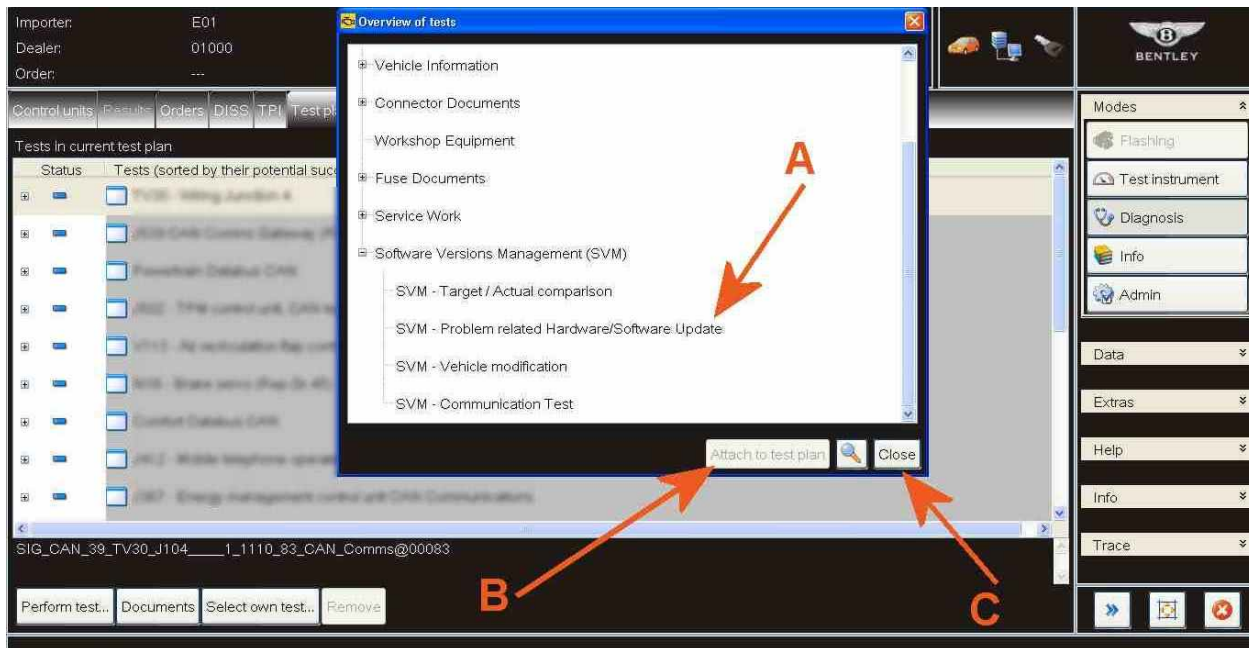 Importer: E01
Dealer: 01000
Order: ---
BENTLEY
Control units Results Orders DISS TPI Test pl
Tests in current test plan
Status Tests (sorted by their potential succ
SIG_CAN_39_TV30_J104____1_1110_83_CAN_Comms@00083
Perform test... Documents Select own test... Remove
Overview of tests
Vehicle Information
Connector Documents
Workshop Equipment
Fuse Documents
Service Work
Software Versions Management (SVM)
SVM - Target / Actual comparison
SVM - Problem related Hardware/Software Update
SVM - Vehicle modification
SVM - Communication Test
Attach to test plan Close
A
B
C
Modes
Flashing
Test instrument
Diagnosis
Info
Admin
Data
Extras
Help
Info
Trace